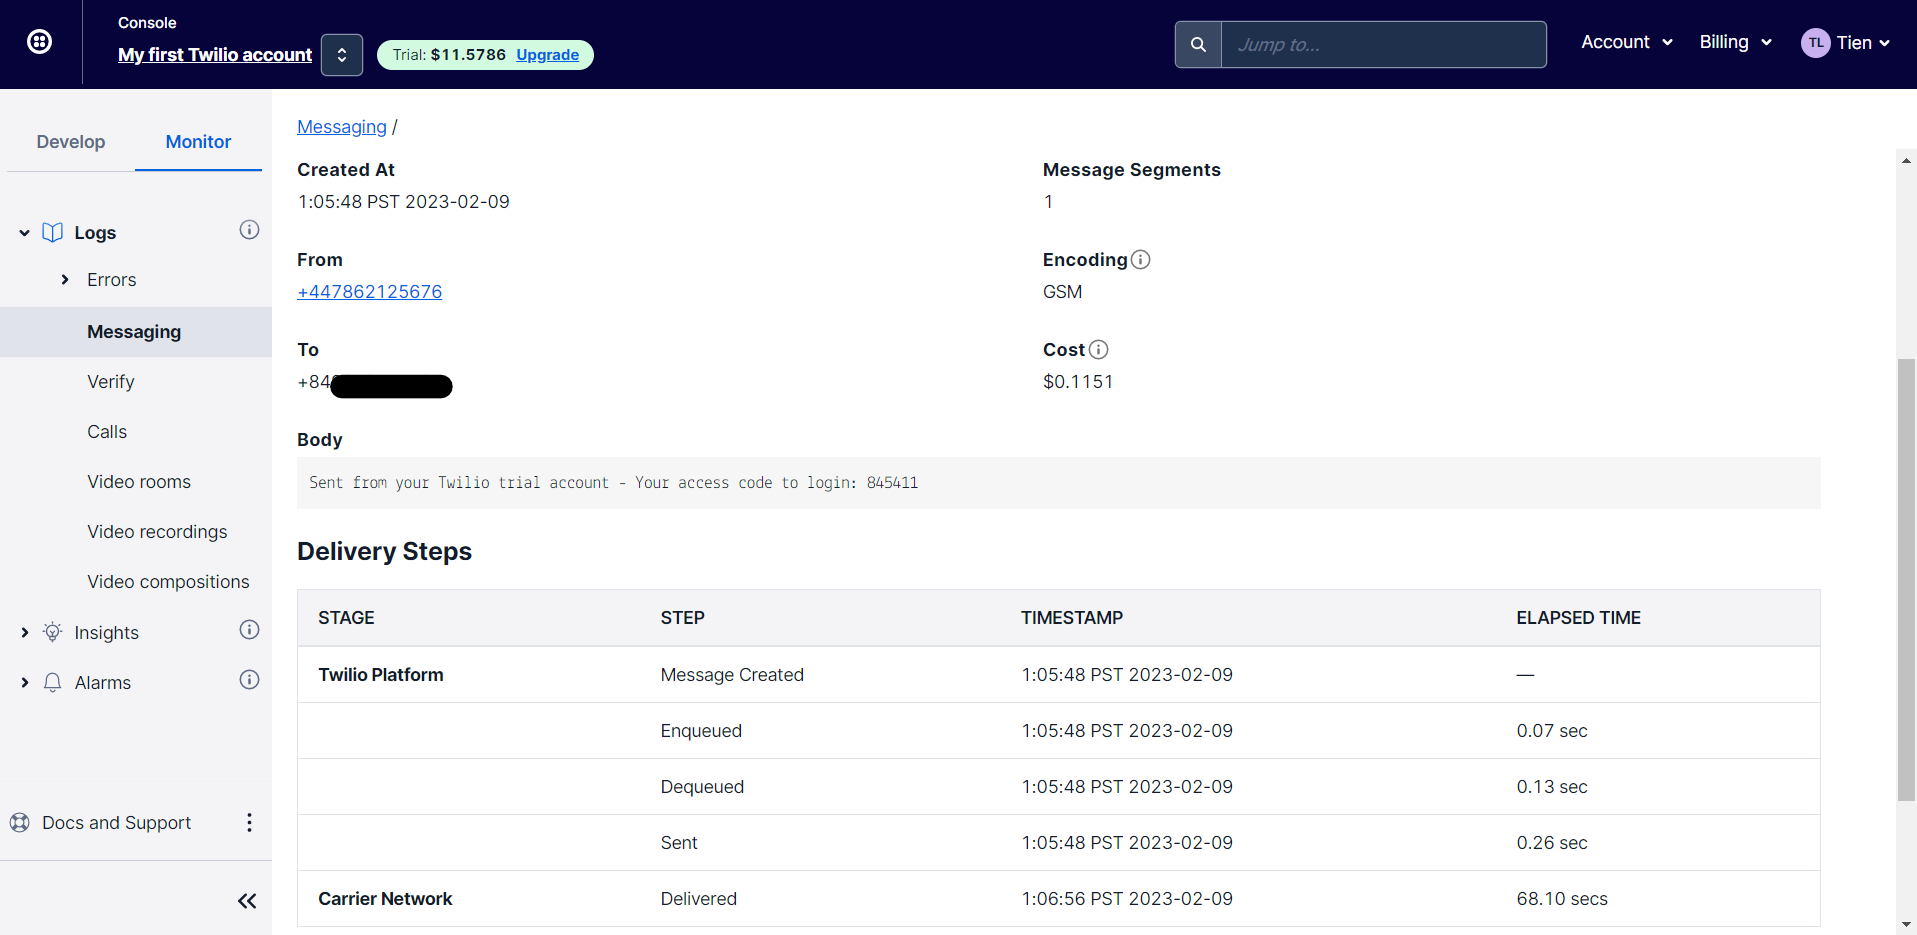 Console
My first Twilio account
Trial: $11.5786 Upgrade
Jump to...
Account
Billing
TL Tien
Develop
Monitor
Logs
Errors
Messaging
Verify
Calls
Video rooms
Video recordings
Video compositions
Insights
Alarms
Docs and Support
Messaging /
Created At
1:05:48 PST 2023-02-09
Message Segments
1
From
+447862125676
Encoding
GSM
To
+84
Cost
$0.1151
Body
Sent from your Twilio trial account - Your access code to login: 845411
Delivery Steps
STAGE STEP TIMESTAMP ELAPSED TIME
Twilio Platform Message Created 1:05:48 PST 2023-02-09 —
Enqueued 1:05:48 PST 2023-02-09 0.07 sec
Dequeued 1:05:48 PST 2023-02-09 0.13 sec
Sent 1:05:48 PST 2023-02-09 0.26 sec
Carrier Network Delivered 1:06:56 PST 2023-02-09 68.10 secs